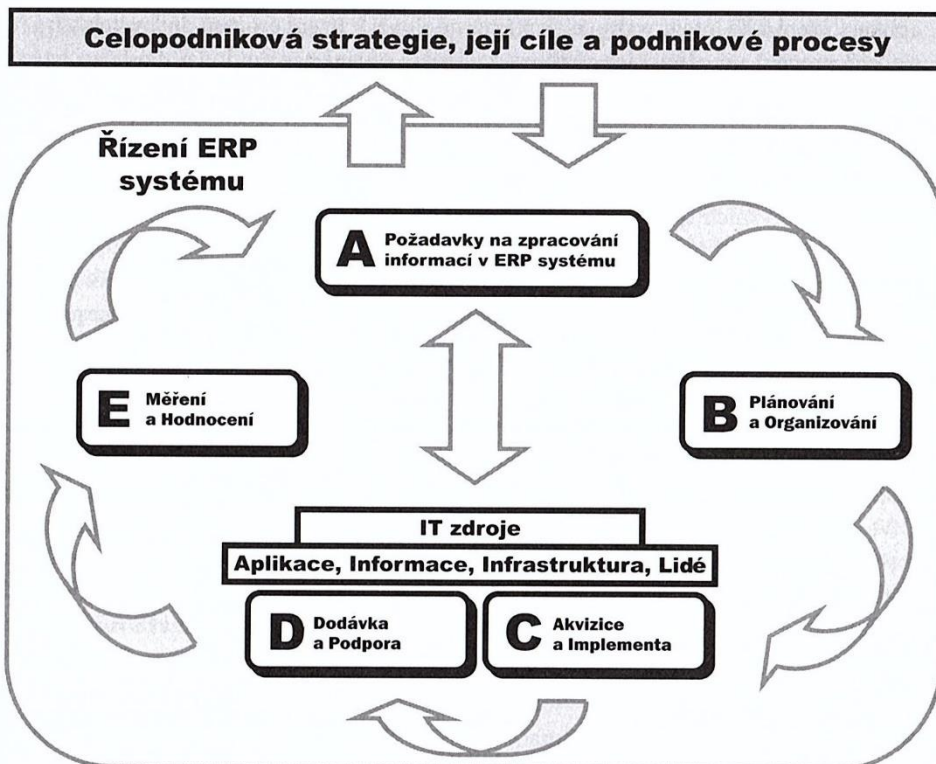 Celopodniková strategie, její cíle a podnikové procesy
Řízení ERP
systému
A Požadavky na zpracování
informací v ERP systému
E Měření
a Hodnocení
B Plánování
a Organizování
IT zdroje
Aplikace, Informace, Infrastruktura, Lidé
D Dodávka
a Podpora
C Akvizice
a Implementa